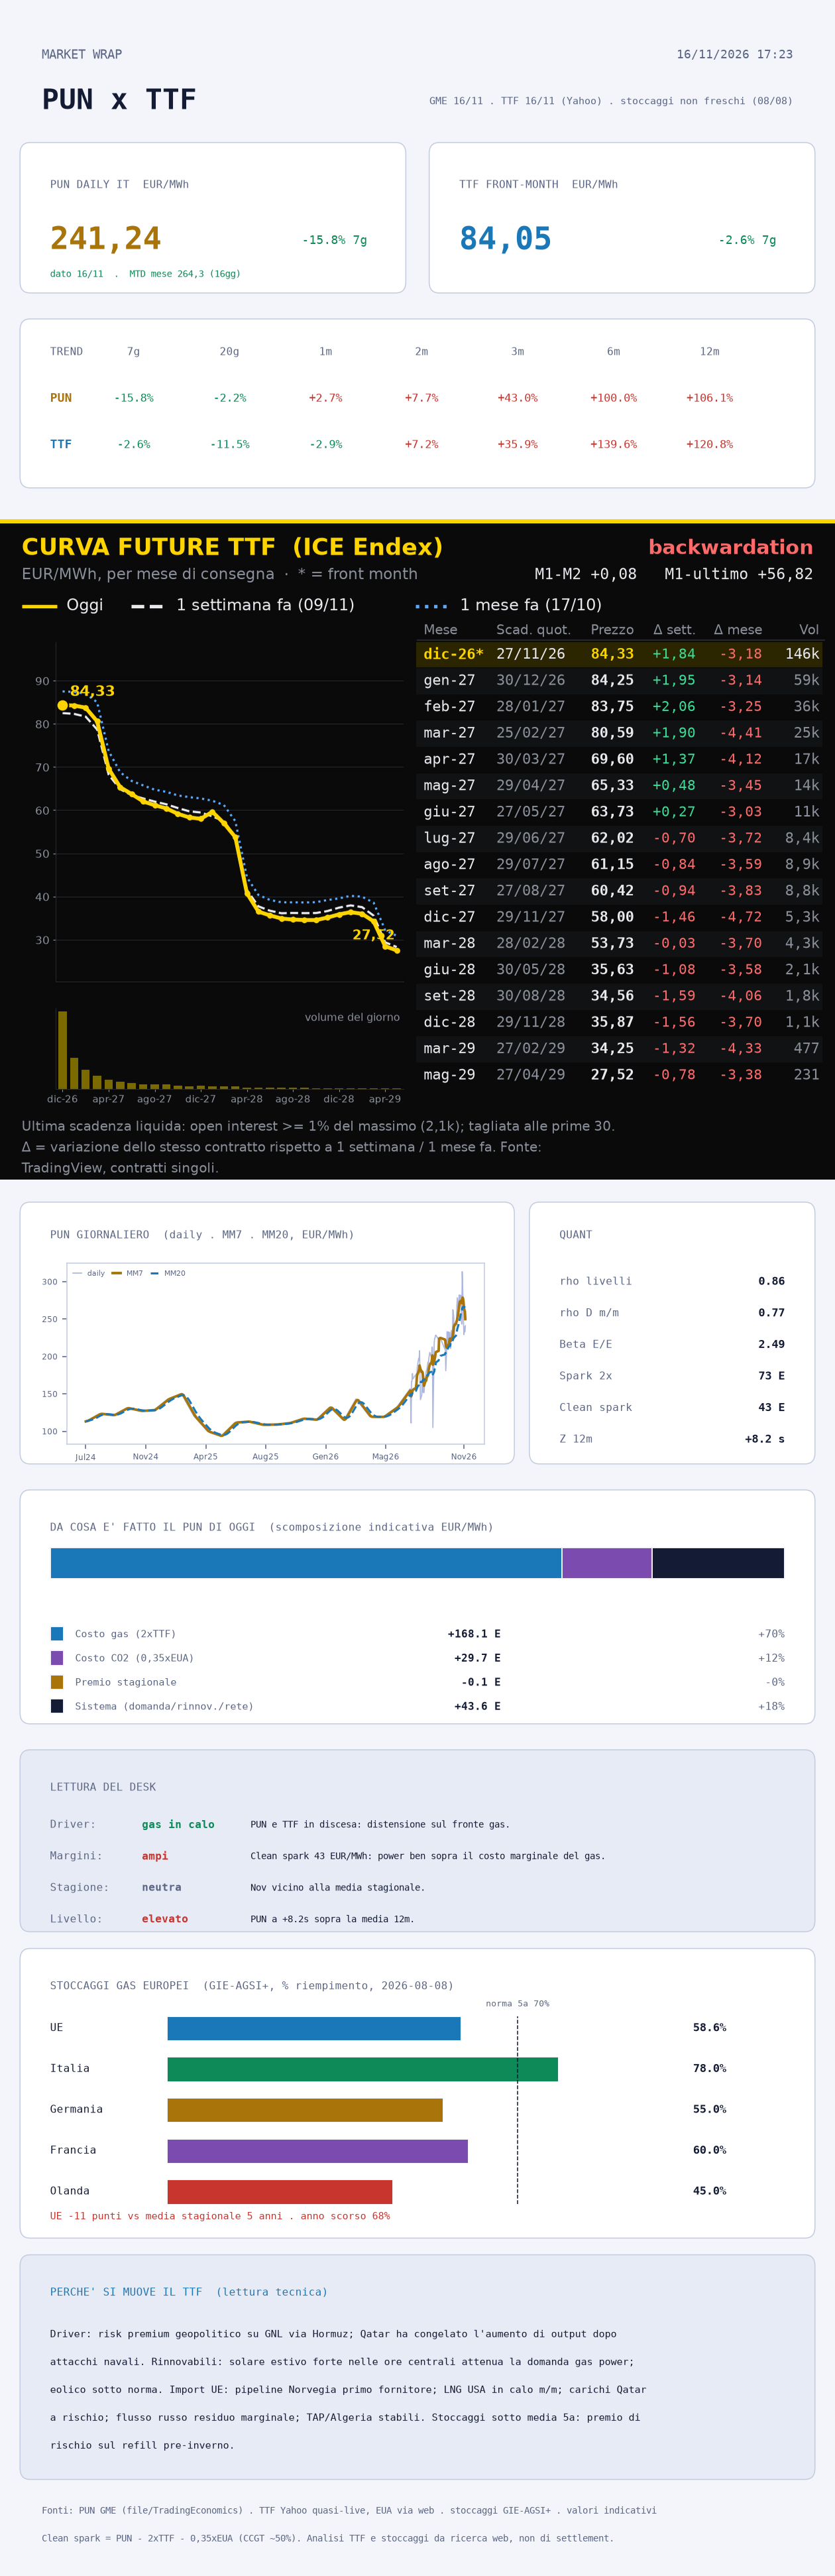 MARKET WRAP 16/11/2026 17:23
PUN x TTF GME 16/11 . TTF 16/11 (Yahoo) . stoccaggi non freschi (08/08)
PUN DAILY IT EUR/MWh
241,24 -15.8% 7g
dato 16/11 . MTD mese 264,3 (16gg)
TTF FRONT-MONTH EUR/MWh
84,05 -2.6% 7g
TREND 7g 20g 1m 2m 3m 6m 12m
PUN -15.8% -2.2% +2.7% +7.7% +43.0% +100.0% +106.1%
TTF -2.6% -11.5% -2.9% +7.2% +35.9% +139.6% +120.8%
CURVA FUTURE TTF (ICE Endex) backwardation
EUR/MWh, per mese di consegna · * = front month M1-M2 +0,08 M1-ultimo +56,82
Oggi 1 settimana fa (09/11) 1 mese fa (17/10)
90
80
70
60
50
40
30
84,33
27,52
volume del giorno
dic-26 apr-27 ago-27 dic-27 apr-28 ago-28 dic-28 apr-29
Mese Scad. quot. Prezzo Δ sett. Δ mese Vol
dic-26* 27/11/26 84,33 +1,84 -3,18 146k
gen-27 30/12/26 84,25 +1,95 -3,14 59k
feb-27 28/01/27 83,75 +2,06 -3,25 36k
mar-27 25/02/27 80,59 +1,90 -4,41 25k
apr-27 30/03/27 69,60 +1,37 -4,12 17k
mag-27 29/04/27 65,33 +0,48 -3,45 14k
giu-27 27/05/27 63,73 +0,27 -3,03 11k
lug-27 29/06/27 62,02 -0,70 -3,72 8,4k
ago-27 29/07/27 61,15 -0,84 -3,59 8,9k
set-27 27/08/27 60,42 -0,94 -3,83 8,8k
dic-27 29/11/27 58,00 -1,46 -4,72 5,3k
mar-28 28/02/28 53,73 -0,03 -3,70 4,3k
giu-28 30/05/28 35,63 -1,08 -3,58 2,1k
set-28 30/08/28 34,56 -1,59 -4,06 1,8k
dic-28 29/11/28 35,87 -1,56 -3,70 1,1k
mar-29 27/02/29 34,25 -1,32 -4,33 477
mag-29 27/04/29 27,52 -0,78 -3,38 231
Ultima scadenza liquida: open interest >= 1% del massimo (2,1k); tagliata alle prime 30.
Δ = variazione dello stesso contratto rispetto a 1 settimana / 1 mese fa. Fonte:
TradingView, contratti singoli.
PUN GIORNALIERO (daily . MM7 . MM20, EUR/MWh)
daily MM7 MM20
300
250
200
150
100
Jul24 Nov24 Apr25 Aug25 Gen26 Mag26 Nov26
QUANT
rho livelli 0.86
rho D m/m 0.77
Beta E/E 2.49
Spark 2x 73 E
Clean spark 43 E
Z 12m +8.2 s
DA COSA E' FATTO IL PUN DI OGGI (scomposizione indicativa EUR/MWh)
Costo gas (2xTTF) +168.1 E +70%
Costo CO2 (0,35xEUA) +29.7 E +12%
Premio stagionale -0.1 E -0%
Sistema (domanda/rinnov./rete) +43.6 E +18%
LETTURA DEL DESK
Driver: gas in calo PUN e TTF in discesa: distensione sul fronte gas.
Margini: ampi Clean spark 43 EUR/MWh: power ben sopra il costo marginale del gas.
Stagione: neutra Nov vicino alla media stagionale.
Livello: elevato PUN a +8.2s sopra la media 12m.
STOCCAGGI GAS EUROPEI (GIE-AGSI+, % riempimento, 2026-08-08)
norma 5a 70%
UE 58.6%
Italia 78.0%
Germania 55.0%
Francia 60.0%
Olanda 45.0%
UE -11 punti vs media stagionale 5 anni . anno scorso 68%
PERCHE' SI MUOVE IL TTF (lettura tecnica)
Driver: risk premium geopolitico su GNL via Hormuz; Qatar ha congelato l'aumento di output dopo
attacchi navali. Rinnovabili: solare estivo forte nelle ore centrali attenua la domanda gas power;
eolico sotto norma. Import UE: pipeline Norvegia primo fornitore; LNG USA in calo m/m; carichi Qatar
a rischio; flusso russo residuo marginale; TAP/Algeria stabili. Stoccaggi sotto media 5a: premio di
rischio sul refill pre-inverno.
Fonti: PUN GME (file/TradingEconomics) . TTF Yahoo quasi-live, EUA via web . stoccaggi GIE-AGSI+ . valori indicativi
Clean spark = PUN - 2xTTF - 0,35xEUA (CCGT ~50%). Analisi TTF e stoccaggi da ricerca web, non di settlement.